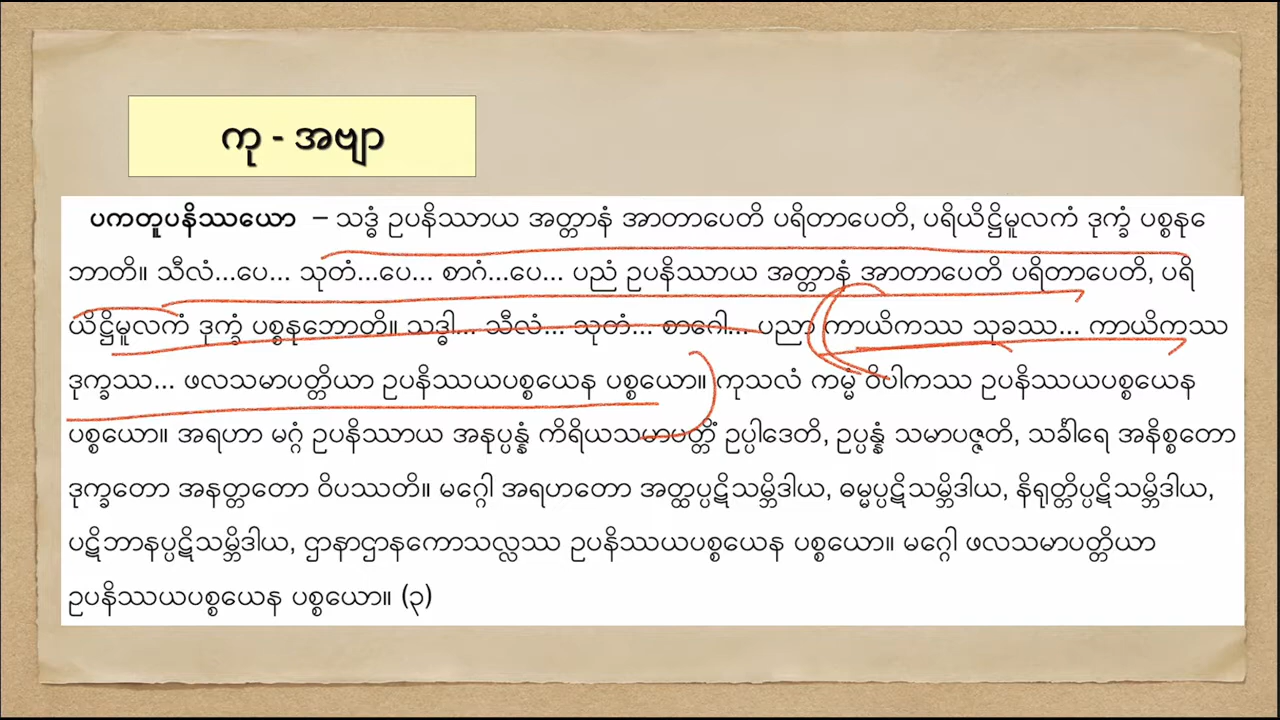 ကု - အဗျာ
ပကတူပနိဿယော – သဒ္ဓံ ဥပနိဿာယ အတ္တာနံ အာတာပေတိ ပရိတာပေတိ, ပရိယိဋ္ဌိမူလကံ ဒုက္ခံ ပစ္စနုဘေ
ဘာတိ။ သီလံ…ပေ… သုတံ…ပေ… စာဂံ…ပေ… ပညံ ဥပနိဿာယ အတ္တာနံ အာတာပေတိ ပရိတာပေတိ, ပရိ
ယိဋ္ဌိမူလကံ ဒုက္ခံ ပစ္စနုဘောတိ။ သဒ္ဓါ… သီလံ… သုတံ… စာဂေါ… ပညာ ကာယိကဿ သုခဿ… ကာယိကဿ
ဒုက္ခဿ… ဖလသမာပတ္တိယာ ဥပနိဿယပစ္စယေန ပစ္စယော။ ကုသလံ ကမ္မံ ဝိပါကဿ ဥပနိဿယပစ္စယေန
ပစ္စယော။ အရဟာ မဂ္ဂံ ဥပနိဿာယ အနုပ္ပန္နံ ကိရိယသမာပတ္တိံ ဥပ္ပါဒေတိ, ဥပ္ပန္နံ သမာပဇ္ဇတိ, သင်္ခါရေ အနိစ္စတော
ဒုက္ခတော အနတ္တတော ဝိပဿတိ။ မဂ္ဂေါ အရဟတော အတ္ထပ္ပဋိသမ္ဘိဒါယ, ဓမ္မပ္ပဋိသမ္ဘိဒါယ, နိရုတ္တိပ္ပဋိသမ္ဘိဒါယ,
ပဋိဘာနပ္ပဋိသမ္ဘိဒါယ, ဌာနာဌာနကောသလ္လဿ ဥပနိဿယပစ္စယေန ပစ္စယော။ မဂ္ဂေါ ဖလသမာပတ္တိယာ
ဥပနိဿယပစ္စယေန ပစ္စယော။ (၃)